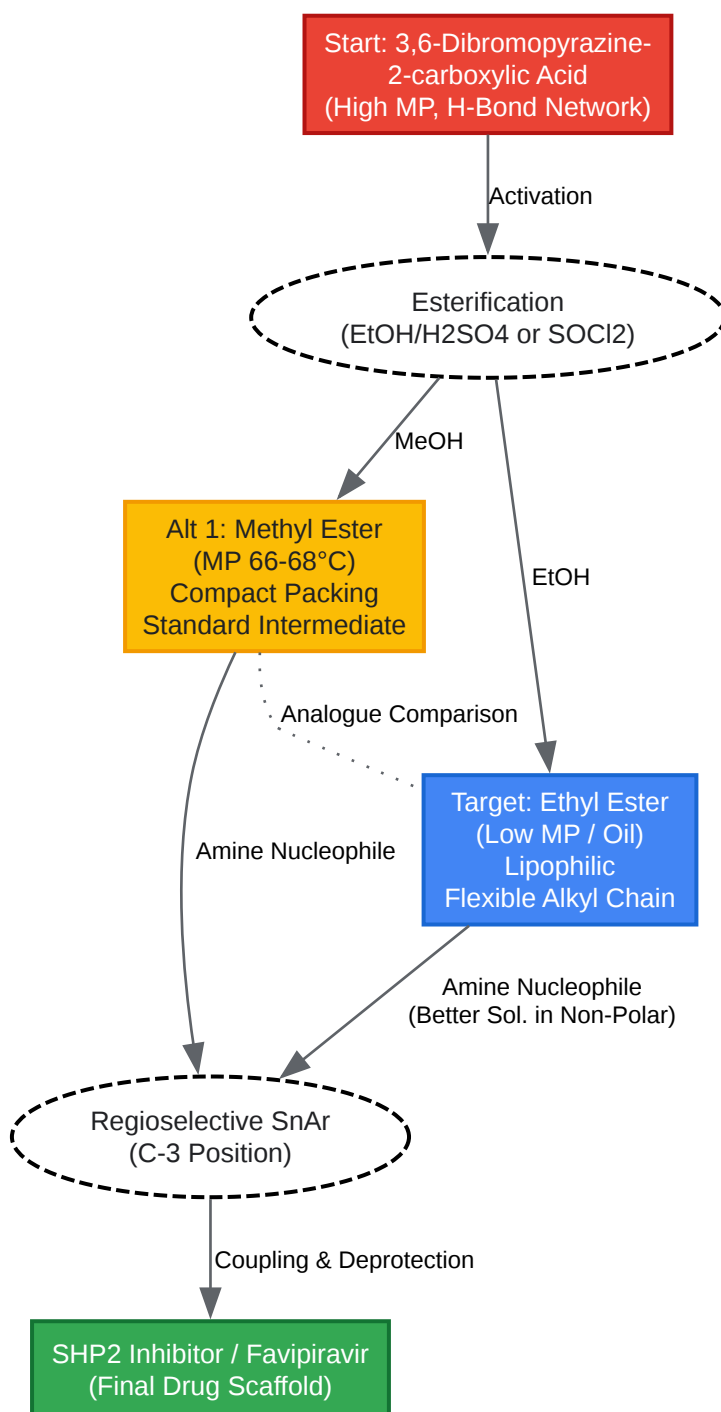 Start: 3,6-Dibromopyrazine-
2-carboxylic Acid
(High MP, H-Bond Network)
Activation
Esterification
(EtOH/H2SO4 or SOCl2)
MeOH
EtOH
Alt 1: Methyl Ester
(MP 66-68°C)
Compact Packing
Standard Intermediate
Analogue Comparison
Target: Ethyl Ester
(Low MP / Oil)
Lipophilic
Flexible Alkyl Chain
Amine Nucleophile
Amine Nucleophile
(Better Sol. in Non-Polar)
Regioselective SnAr
(C-3 Position)
Coupling & Deprotection
SHP2 Inhibitor / Favipiravir
(Final Drug Scaffold)